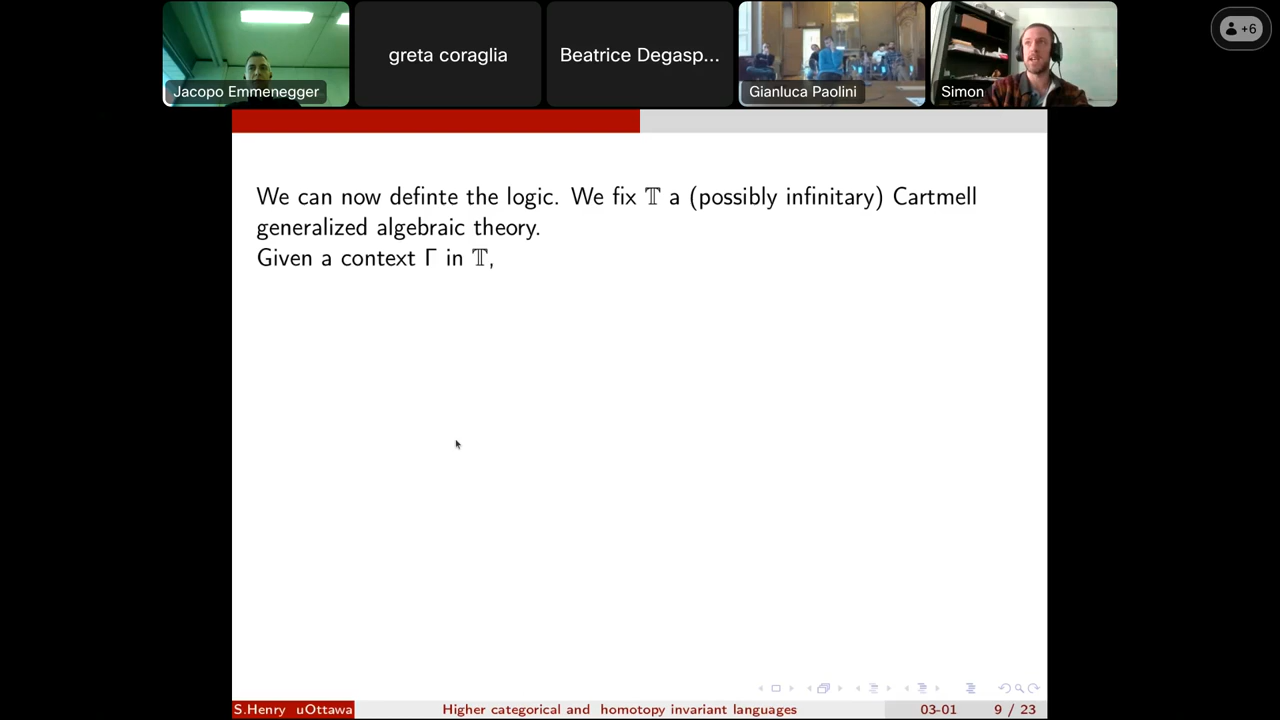 greta coraglia
Beatrice Degasp...
+6
Jacopo Emmenegger
Gianluca Paolini
Simon
We can now definte the logic. We fix 𝕋 a (possibly infinitary) Cartmell
generalized algebraic theory.
Given a context Γ in 𝕋,
S.Henry uOttawa
Higher categorical and homotopy invariant languages
03-01
9 / 23